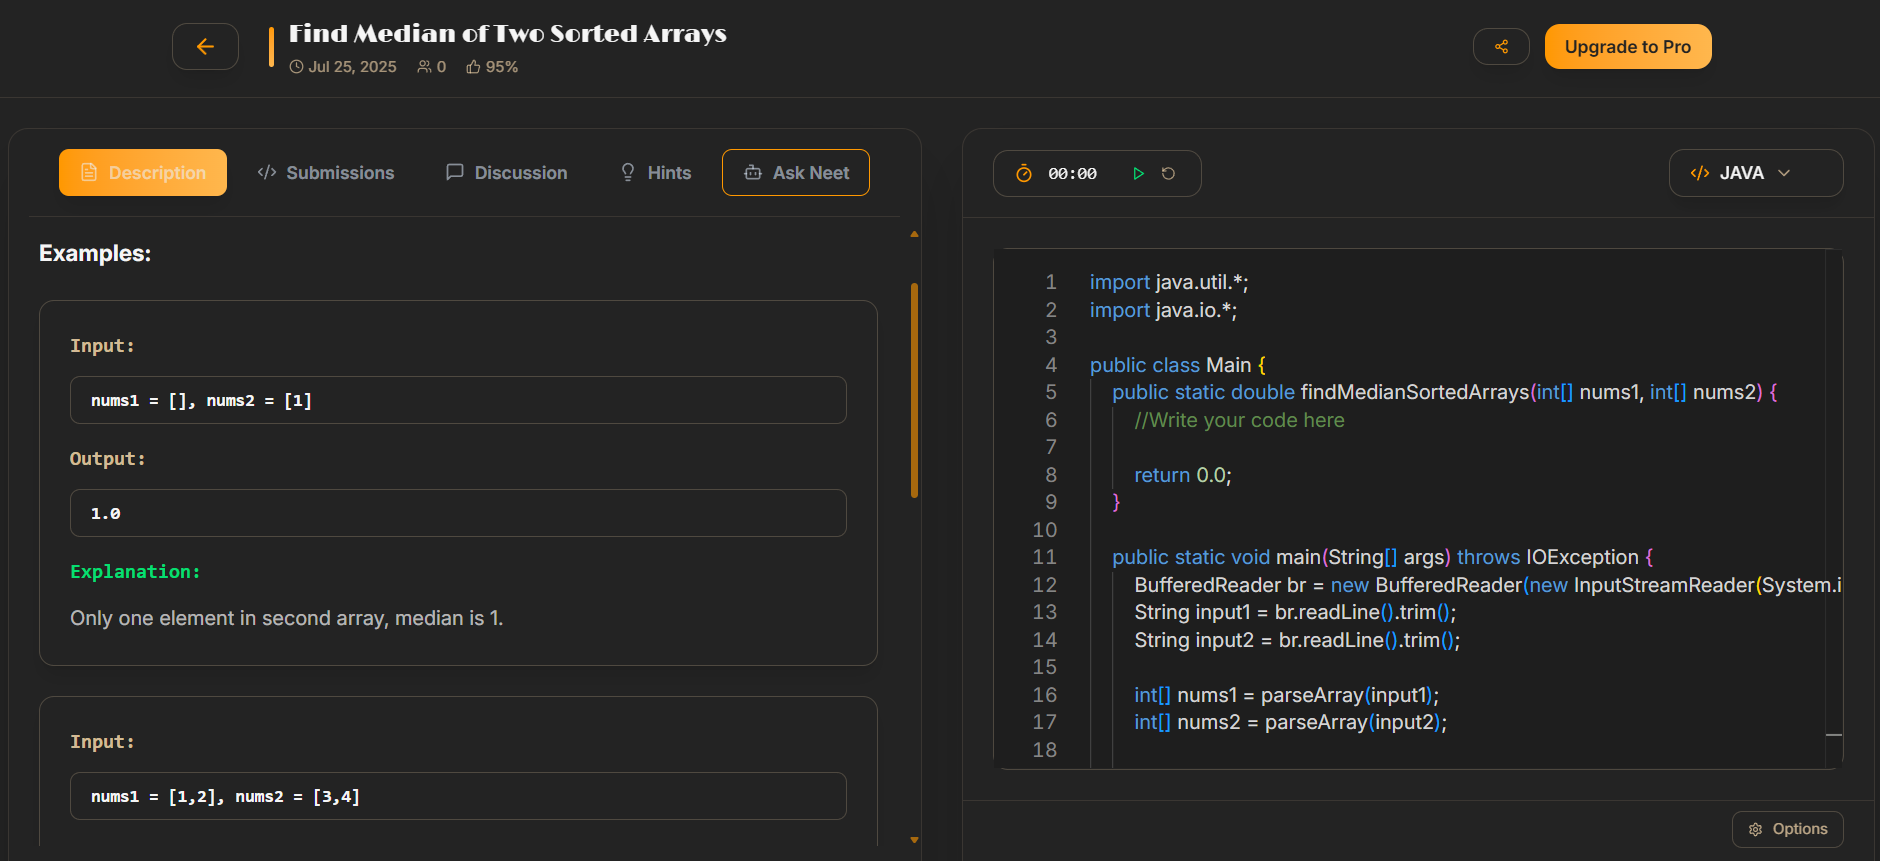 Find Median of Two Sorted Arrays
Jul 25, 2025 0 95%
Upgrade to Pro
Description Submissions Discussion Hints Ask Neet
Examples:
Input:
nums1 = [], nums2 = [1]
Output:
1.0
Explanation:
Only one element in second array, median is 1.
Input:
nums1 = [1,2], nums2 = [3,4]
00:00
</> JAVA
1 import java.util.*;
2 import java.io.*;
3
4 public class Main {
5 public static double findMedianSortedArrays(int[] nums1, int[] nums2) {
6 //Write your code here
7
8 return 0.0;
9 }
10
11 public static void main(String[] args) throws IOException {
12 BufferedReader br = new BufferedReader(new InputStreamReader(System.i
13 String input1 = br.readLine().trim();
14 String input2 = br.readLine().trim();
15
16 int[] nums1 = parseArray(input1);
17 int[] nums2 = parseArray(input2);
18
Options